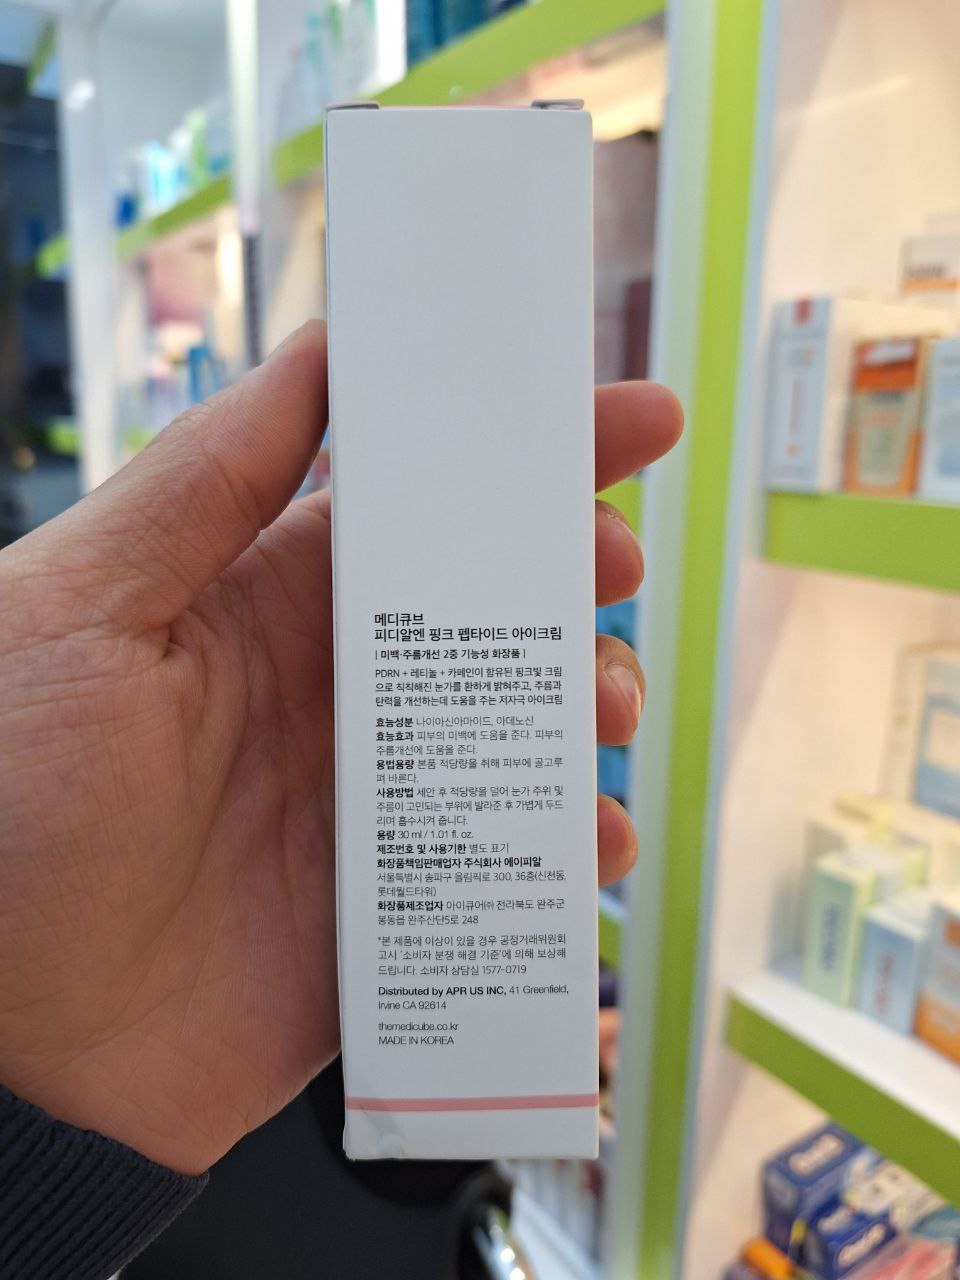 메디큐브
피디알엔 핑크 펩타이드 아이크림
| 미백·주름개선 2중 기능성 화장품 |
PDRN + 레티놀 + 카페인이 함유된 핑크빛 크림
으로 칙칙해진 눈가를 환하게 밝혀주고, 주름과
탄력을 개선하는데 도움을 주는 저자극 아이크림
효능성분 나이아신아마이드, 아데노신
효능효과 피부의 미백에 도움을 준다. 피부의
주름개선에 도움을 준다.
용법용량 본품 적당량을 취해 피부에 골고루
펴 바른다.
사용방법 세안 후 적당량을 덜어 눈가 주위 및
주름이 고민되는 부위에 발라준 후 가볍게 두드
리며 흡수시켜 줍니다.
용량 30 ml / 1.01 fl. oz.
제조번호 및 사용기한 별도 표기
화장품책임판매업자 주식회사 에이피알
서울특별시 송파구 올림픽로 300, 36층(신천동,
롯데월드타워)
화장품제조업자 아이큐어㈜ 전라북도 완주군
봉동읍 완주산단5로 248
*본 제품에 이상이 있을 경우 공정거래위원회
고시 '소비자 분쟁 해결 기준'에 의해 보상해
드립니다. 소비자 상담실 1577-0719
Distributed by APR US INC, 41 Greenfield,
Irvine CA 92614
themedicube.co.kr
MADE IN KOREA